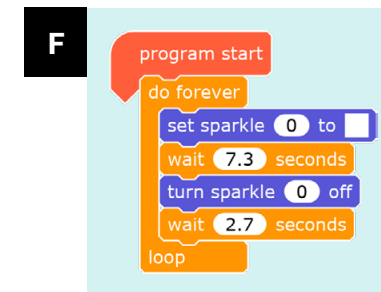 F
program start
do forever
set sparkle 0 to
wait 7.3 seconds
turn sparkle 0 off
wait 2.7 seconds
loop